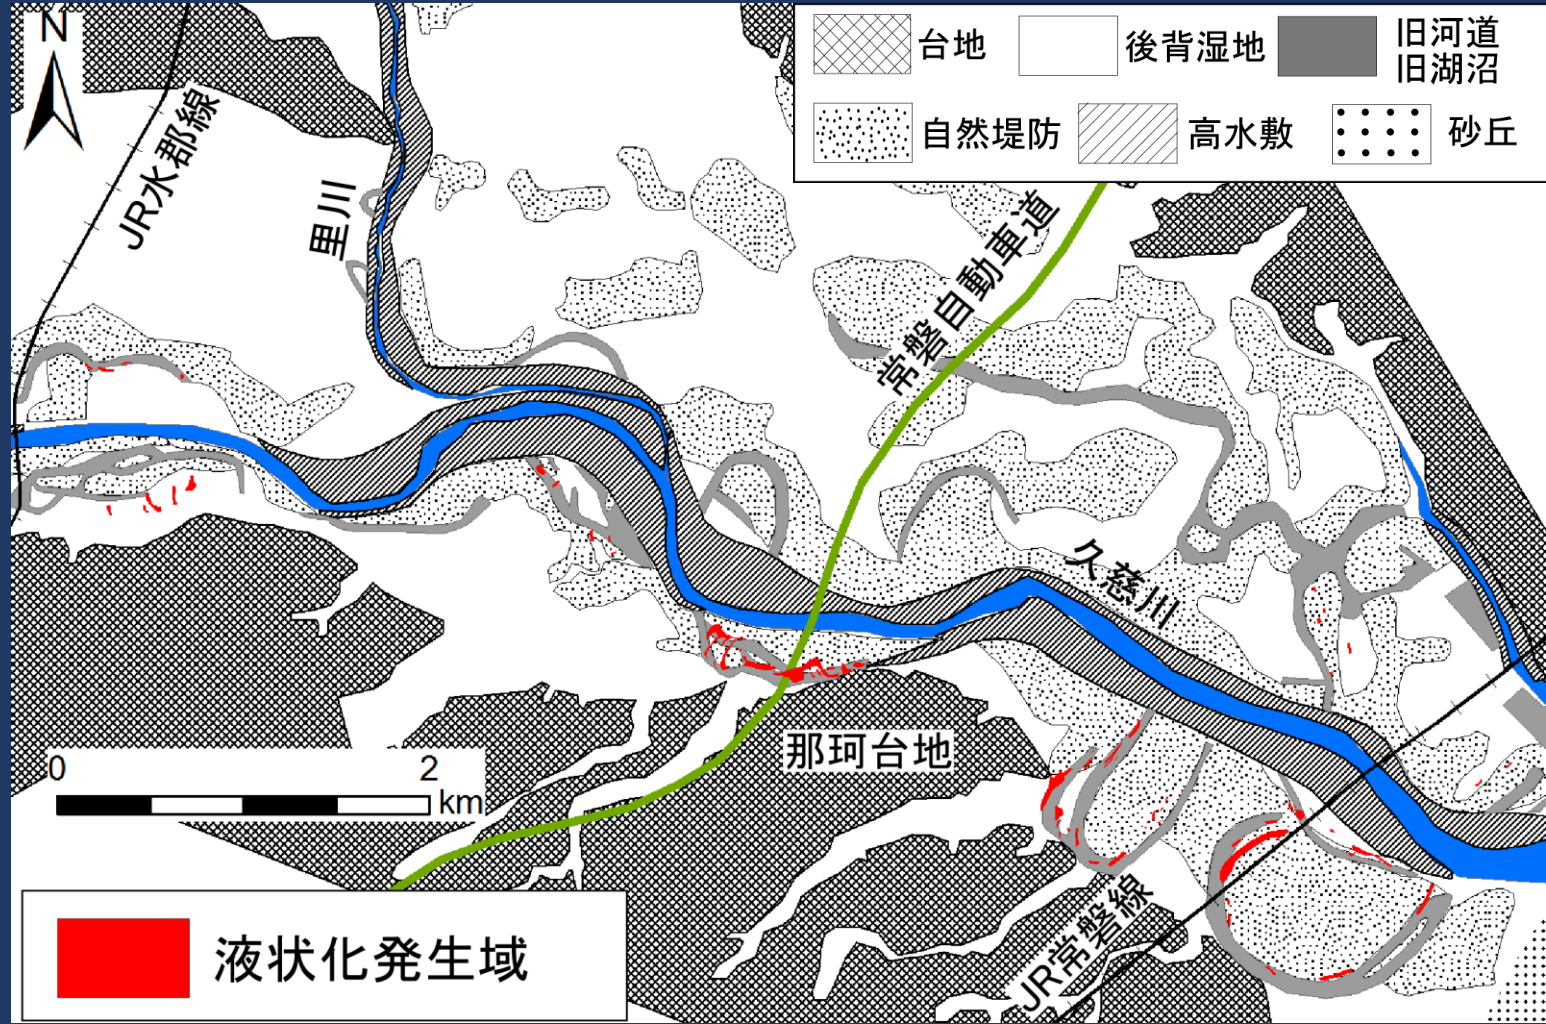 N
台地
後背湿地
旧河道
旧湖沼
自然堤防
高水敷
砂丘
JR水郡線
里川
常磐自動車道
久慈川
那珂台地
0
2
km
JR常磐線
液状化発生域